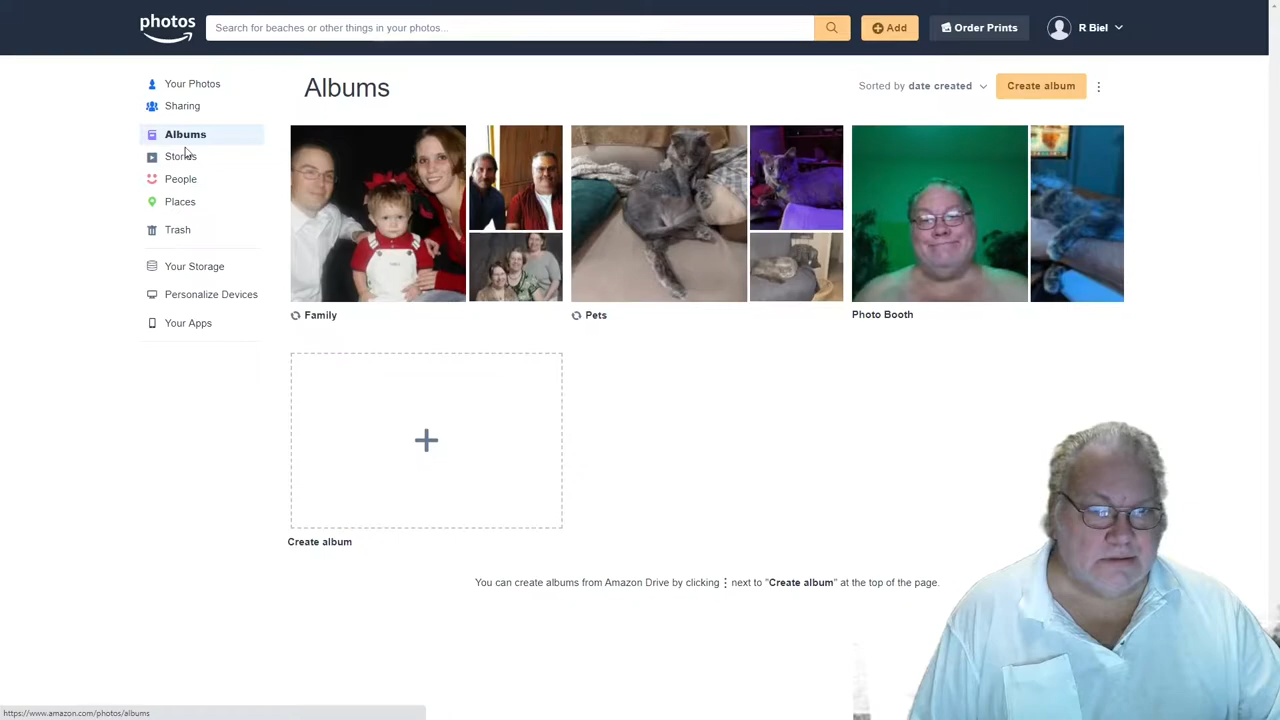 photos
Search for beaches or other things in your photos...
Add
Order Prints
R Biel
Your Photos
Sharing
Albums
Stories
People
Places
Trash
Your Storage
Personalize Devices
Your Apps
Albums
Sorted by date created
Create album
Family
Pets
Photo Booth
Create album
You can create albums from Amazon Drive by clicking ⋮ next to "Create album" at the top of the page.
https://www.amazon.com/photos/albums